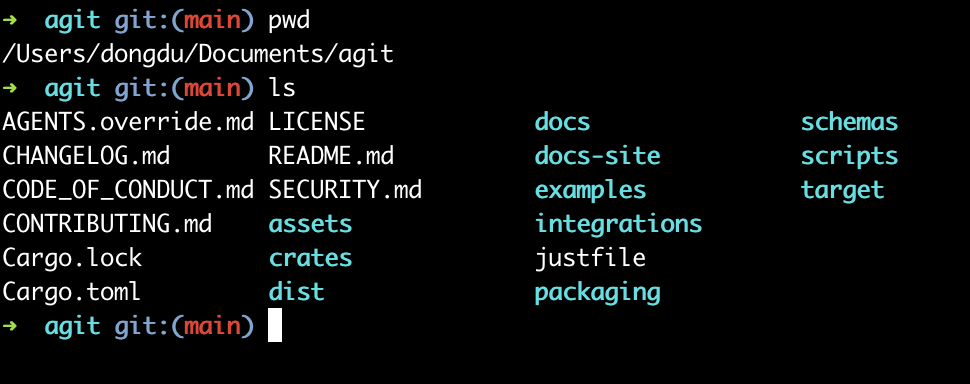 ➜  agit git:(main) pwd
/Users/dongdu/Documents/agit
➜  agit git:(main) ls
AGENTS.override.md LICENSE            docs               schemas
CHANGELOG.md       README.md          docs-site          scripts
CODE_OF_CONDUCT.md SECURITY.md        examples           target
CONTRIBUTING.md    assets             integrations
Cargo.lock         crates             justfile
Cargo.toml         dist               packaging
➜  agit git:(main)